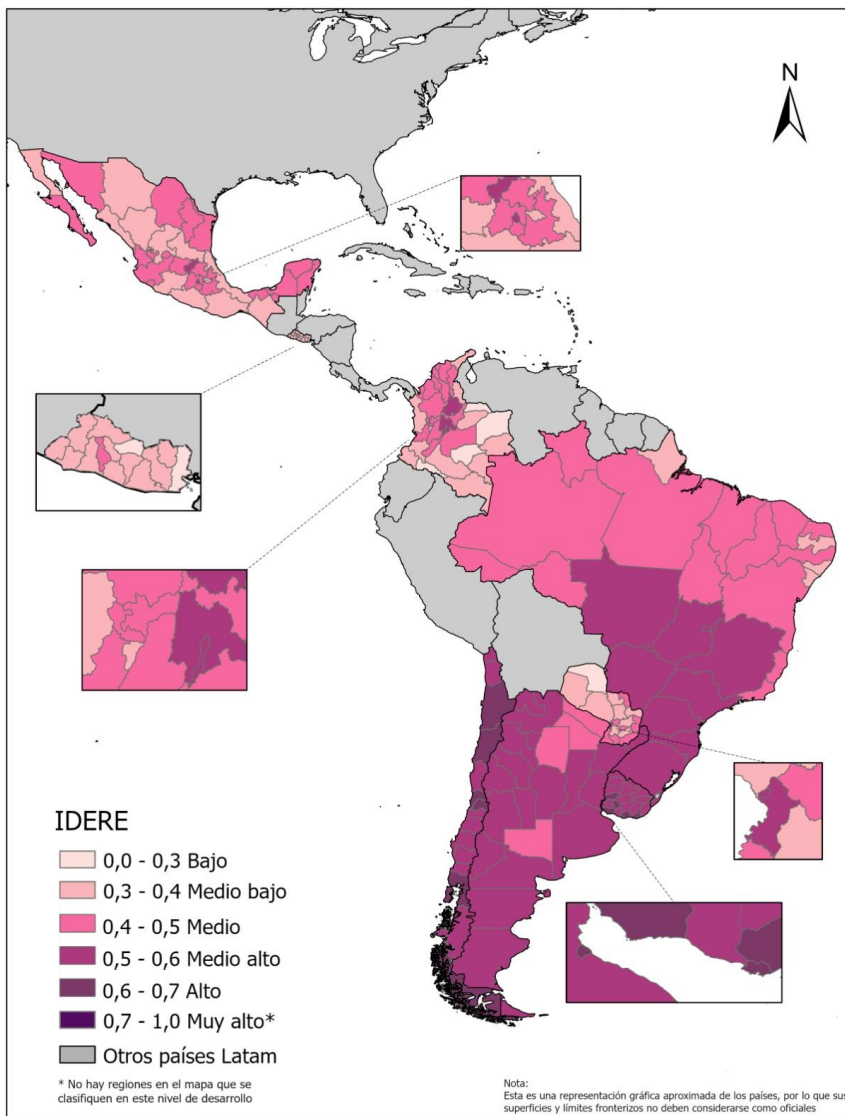 N
IDERE
0,0 - 0,3 Bajo
0,3 - 0,4 Medio bajo
0,4 - 0,5 Medio
0,5 - 0,6 Medio alto
0,6 - 0,7 Alto
0,7 - 1,0 Muy alto*
Otros países Latam
* No hay regiones en el mapa que se
clasifiquen en este nivel de desarrollo
Nota:
Esta es una representación gráfica aproximada de los países, por lo que sus
superficies y límites fronterizos no deben considerarse como oficiales